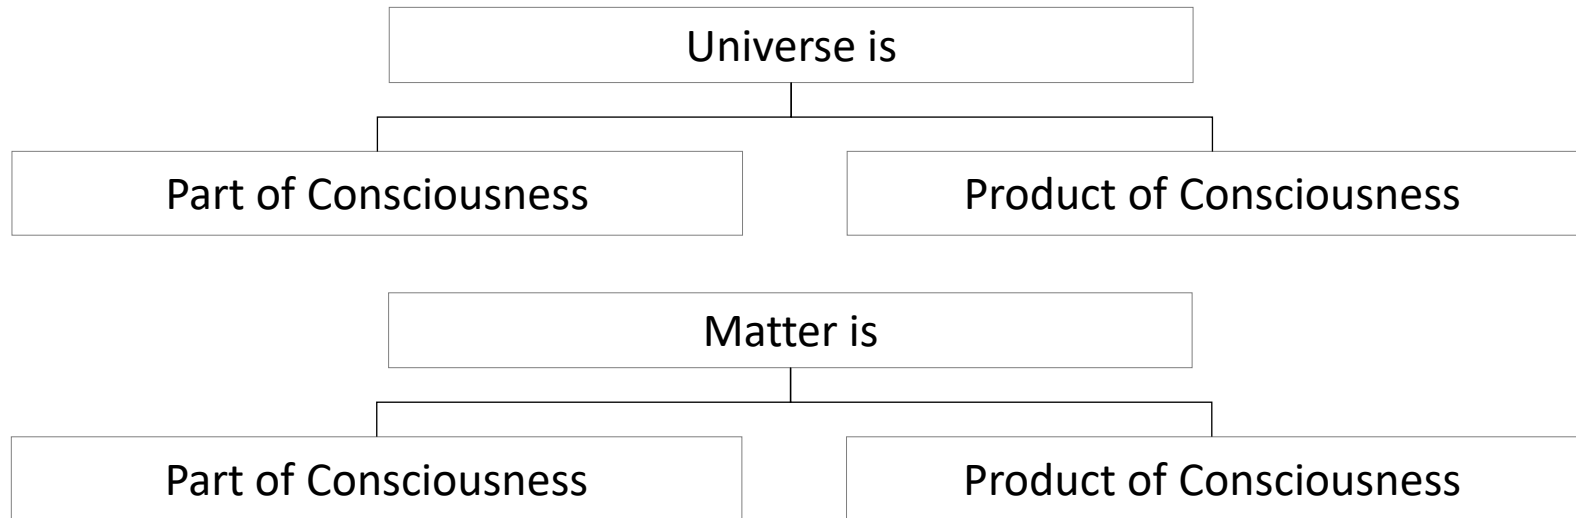 Universe is
Part of Consciousness
Product of Consciousness
Matter is
Part of Consciousness
Product of Consciousness